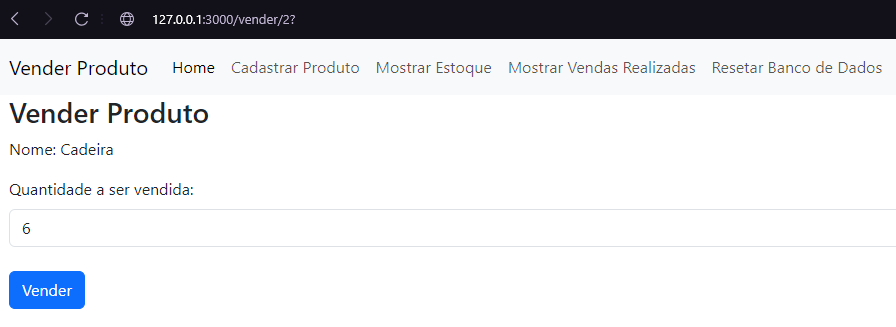 127.0.0.1:3000/vender/2?
Vender Produto Home Cadastrar Produto Mostrar Estoque Mostrar Vendas Realizadas Resetar Banco de Dados
Vender Produto
Nome: Cadeira
Quantidade a ser vendida:
6
Vender